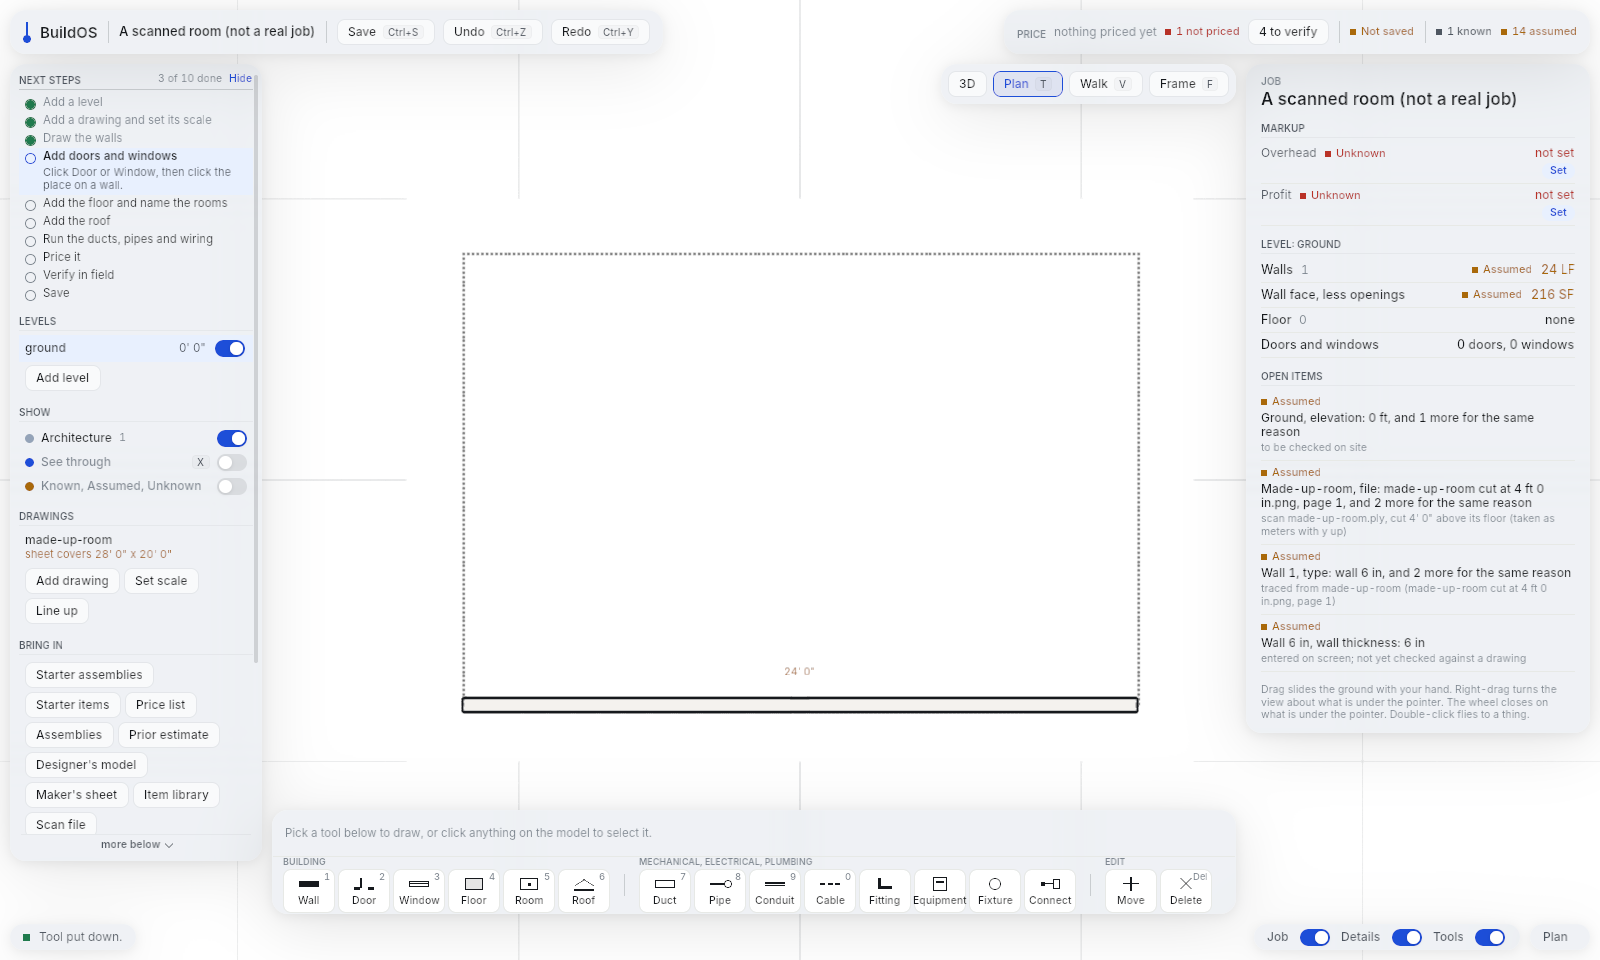 BuildOS
A scanned room (not a real job)
Save Ctrl+S
Undo Ctrl+Z
Redo Ctrl+Y
PRICE nothing priced yet 1 not priced 4 to verify Not saved 1 known 14 assumed
3D
Plan T
Walk V
Frame F
NEXT STEPS 3 of 10 done Hide
Add a level
Add a drawing and set its scale
Draw the walls
Add doors and windows
Click Door or Window, then click the
place on a wall.
Add the floor and name the rooms
Add the roof
Run the ducts, pipes and wiring
Price it
Verify in field
Save
LEVELS
ground 0' 0"
Add level
SHOW
Architecture 1
See through X
Known, Assumed, Unknown
DRAWINGS
made-up-room
sheet covers 28' 0" x 20' 0"
Add drawing Set scale
Line up
BRING IN
Starter assemblies
Starter items Price list
Assemblies Prior estimate
Designer's model
Maker's sheet Item library
Scan file
more below
24' 0"
JOB
A scanned room (not a real job)
MARKUP
Overhead Unknown not set
Set
Profit Unknown not set
Set
LEVEL: GROUND
Walls 1 Assumed 24 LF
Wall face, less openings Assumed 216 SF
Floor 0 none
Doors and windows 0 doors, 0 windows
OPEN ITEMS
Assumed
Ground, elevation: 0 ft, and 1 more for the same
reason
to be checked on site
Assumed
Made-up-room, file: made-up-room cut at 4 ft 0
in.png, page 1, and 2 more for the same reason
scan made-up-room.ply, cut 4' 0" above its floor (taken as
meters with y up)
Assumed
Wall 1, type: wall 6 in, and 2 more for the same reason
traced from made-up-room (made-up-room cut at 4 ft 0
in.png, page 1)
Assumed
Wall 6 in, wall thickness: 6 in
entered on screen; not yet checked against a drawing
Drag slides the ground with your hand. Right-drag turns the
view about what is under the pointer. The wheel closes on
what is under the pointer. Double-click flies to a thing.
Pick a tool below to draw, or click anything on the model to select it.
BUILDING MECHANICAL, ELECTRICAL, PLUMBING EDIT
1 2 3 4 5 6 7 8 9 0 Del
Wall Door Window Floor Room Roof Duct Pipe Conduit Cable Fitting Equipment Fixture Connect Move Delete
Tool put down.
Job Details Tools Plan